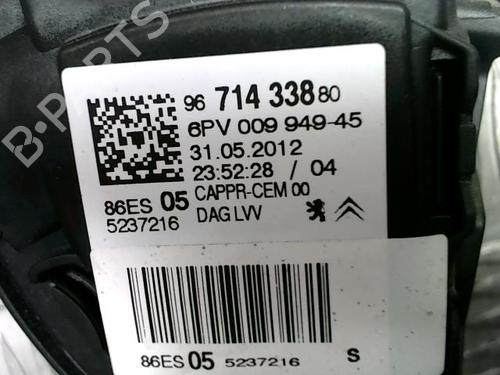 B-PARTS
96 714 338 80
6PV 009 949-45
31.05.2012
23:52:28 / 04
86ES 05 CAPPR-CEM 00
5237216 DAG LVV
86ES 05 5237216 S